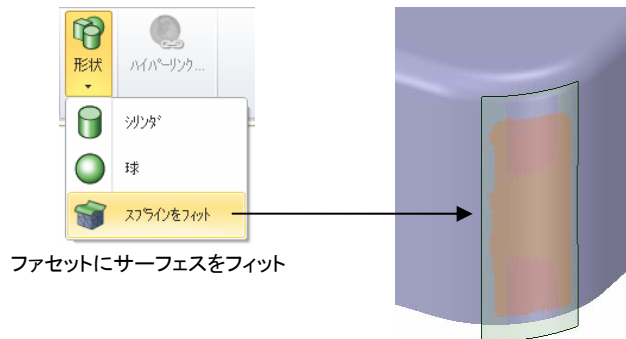 形状
ハイパーリンク...
シリンダ
球
スプラインをフィット
ファセットにサーフェスをフィット